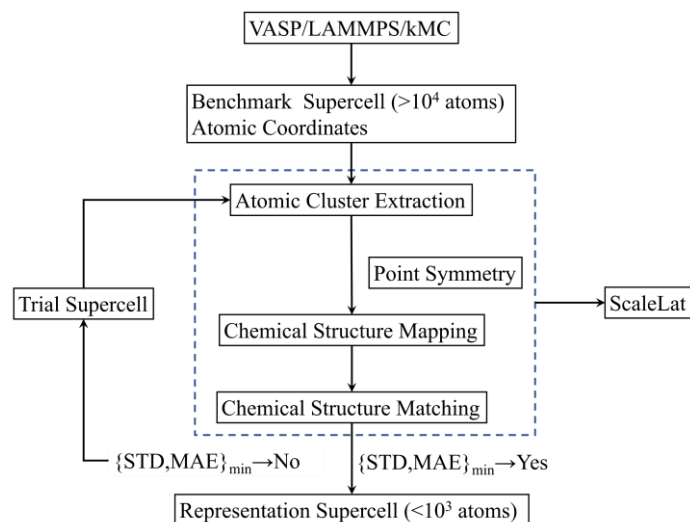 VASP/LAMMPS/kMC
Benchmark Supercell (>10⁴ atoms)
Atomic Coordinates
Atomic Cluster Extraction
Point Symmetry
Trial Supercell
ScaleLat
Chemical Structure Mapping
Chemical Structure Matching
{STD,MAE}min→No
{STD,MAE}min→Yes
Representation Supercell (<10³ atoms)